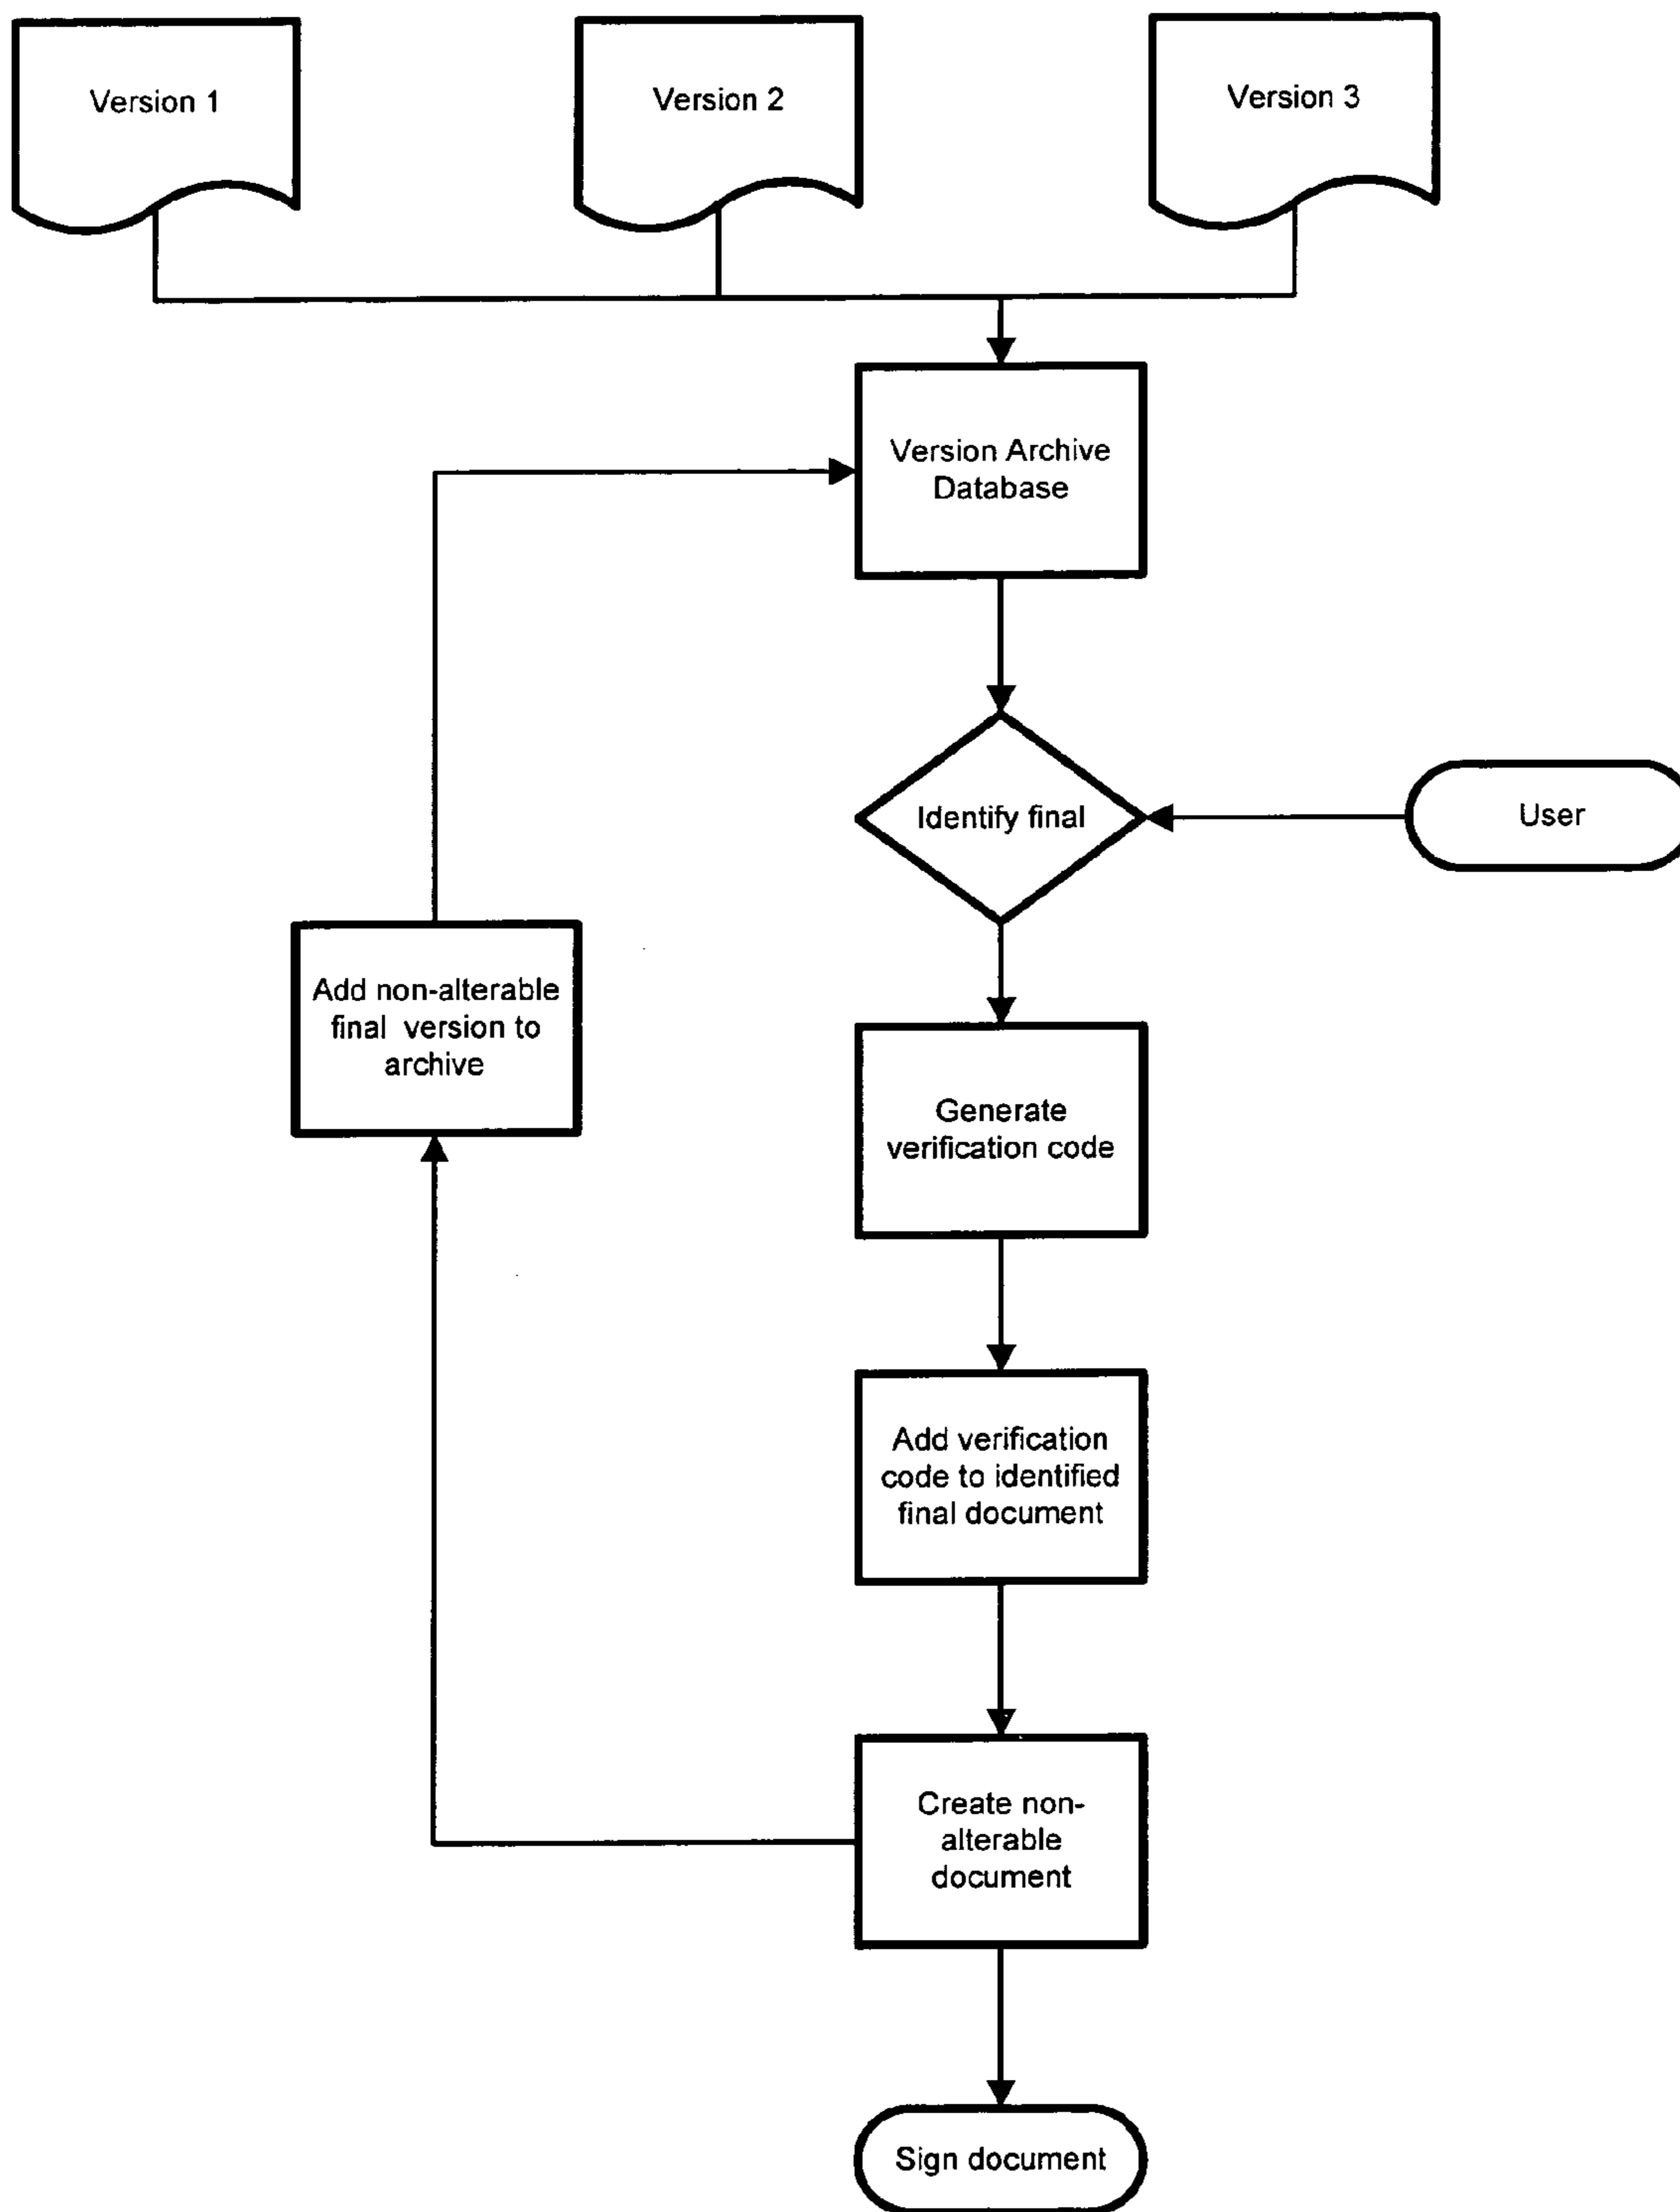 Version 1
Version 2
Version 3
Version Archive
Database
Identify final
User
Add non-alterable
final version to
archive
Generate
verification code
Add verification
code to identified
final document
Create non-
alterable
document
Sign document